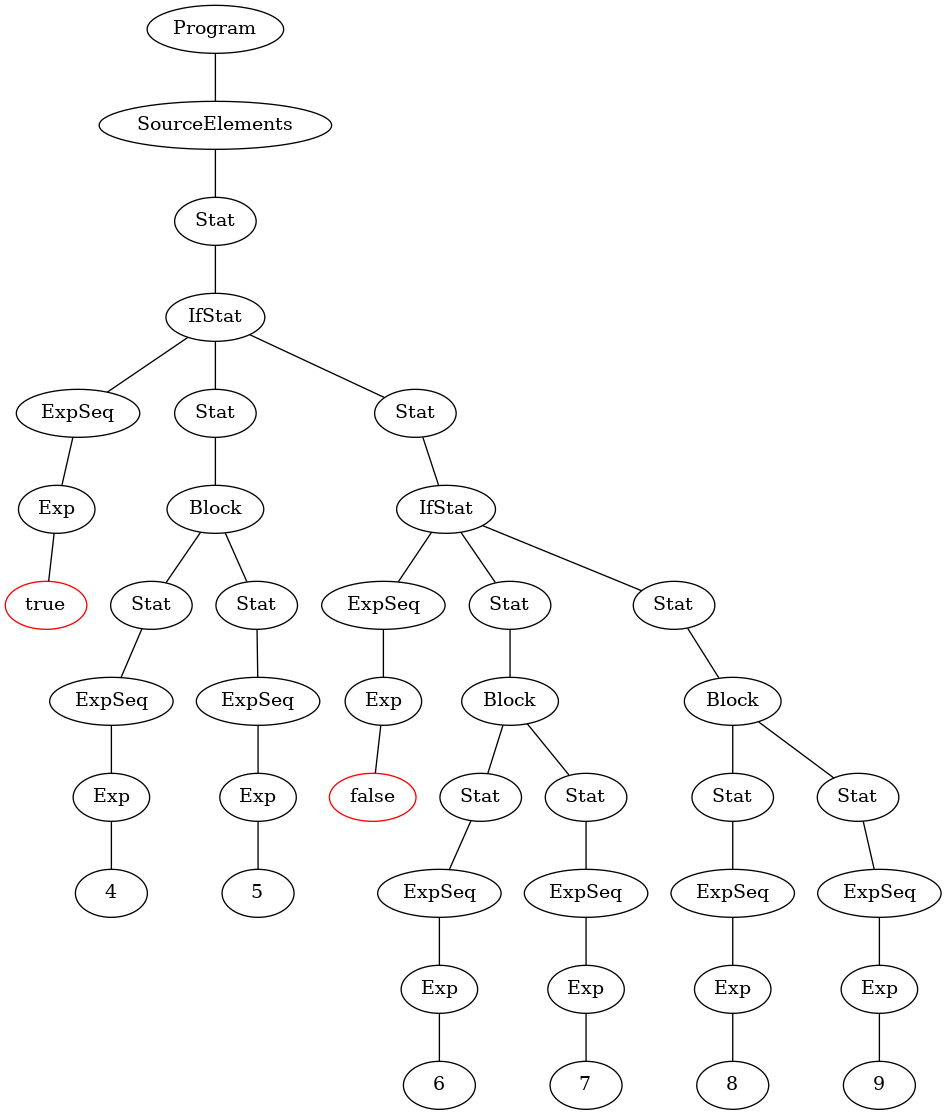 Program
SourceElements
Stat
IfStat
ExpSeq Stat Stat
Exp Block IfStat
true Stat Stat ExpSeq Stat Stat
ExpSeq ExpSeq Exp Block Block
Exp Exp false Stat Stat Stat Stat
4 5 ExpSeq ExpSeq ExpSeq ExpSeq
Exp Exp Exp Exp
6 7 8 9